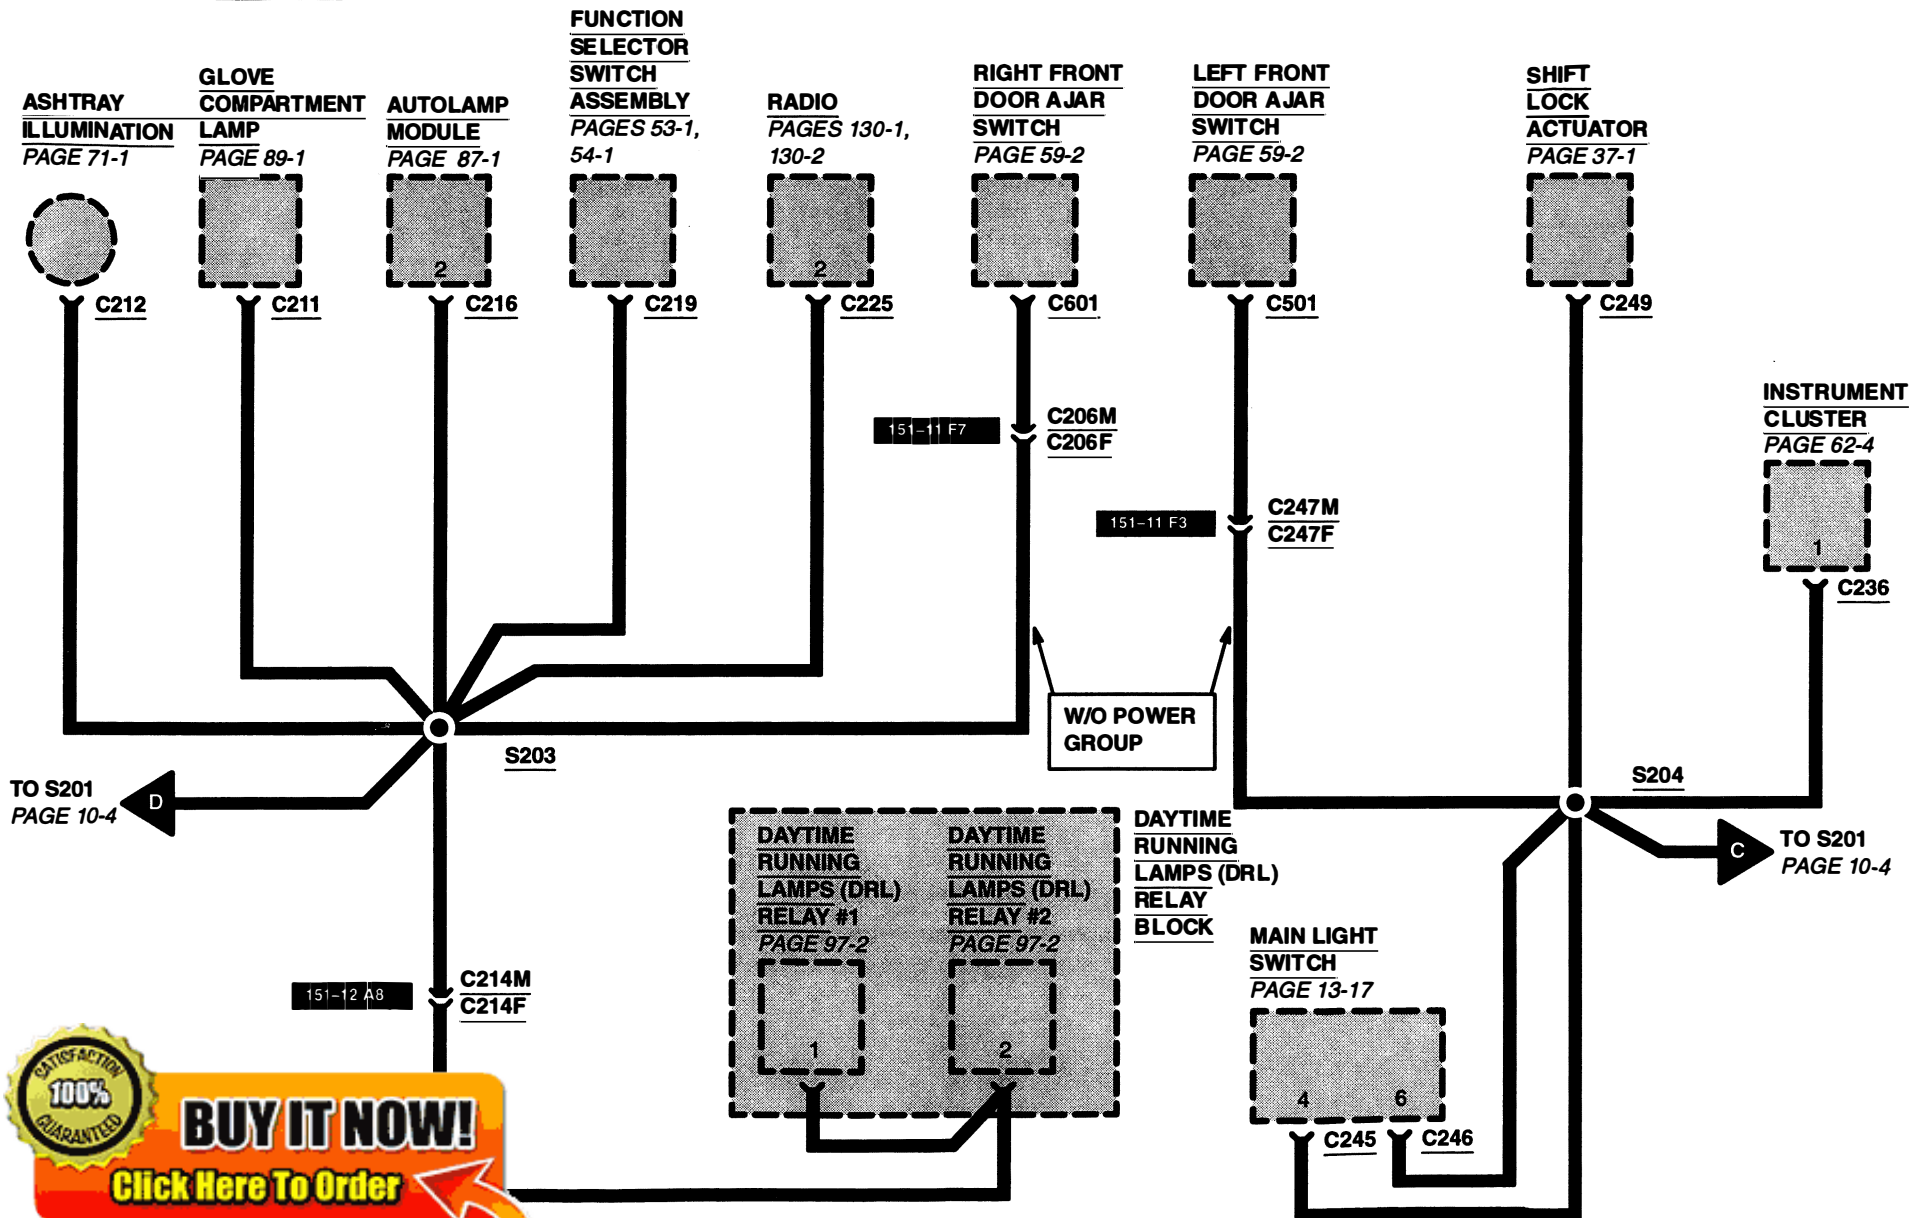 ASHTRAY
ILLUMINATION
PAGE 71-1
GLOVE
COMPARTMENT
LAMP
PAGE 89-1
AUTOLAMP
MODULE
PAGE 87-1
FUNCTION
SELECTOR
SWITCH
ASSEMBLY
PAGES 53-1,
54-1
RADIO
PAGES 130-1,
130-2
RIGHT FRONT
DOOR AJAR
SWITCH
PAGE 59-2
LEFT FRONT
DOOR AJAR
SWITCH
PAGE 59-2
SHIFT
LOCK
ACTUATOR
PAGE 37-1
2
2
C212
C211
C216
C219
C225
C601
C501
C249
INSTRUMENT
CLUSTER
PAGE 62-4
1
C236
151-11 F7
C206M
C206F
151-11 F3
C247M
C247F
W/O POWER
GROUP
S203
S204
TO S201
PAGE 10-4
D
C
TO S201
PAGE 10-4
DAYTIME
RUNNING
LAMPS (DRL)
RELAY #1
PAGE 97-2
1
DAYTIME
RUNNING
LAMPS (DRL)
RELAY #2
PAGE 97-2
2
DAYTIME
RUNNING
LAMPS (DRL)
RELAY
BLOCK
MAIN LIGHT
SWITCH
PAGE 13-17
4
6
C245
C246
151-12 A8
C214M
C214F
SATISFACTION
100%
GUARANTEED
BUY IT NOW!
Click Here To Order